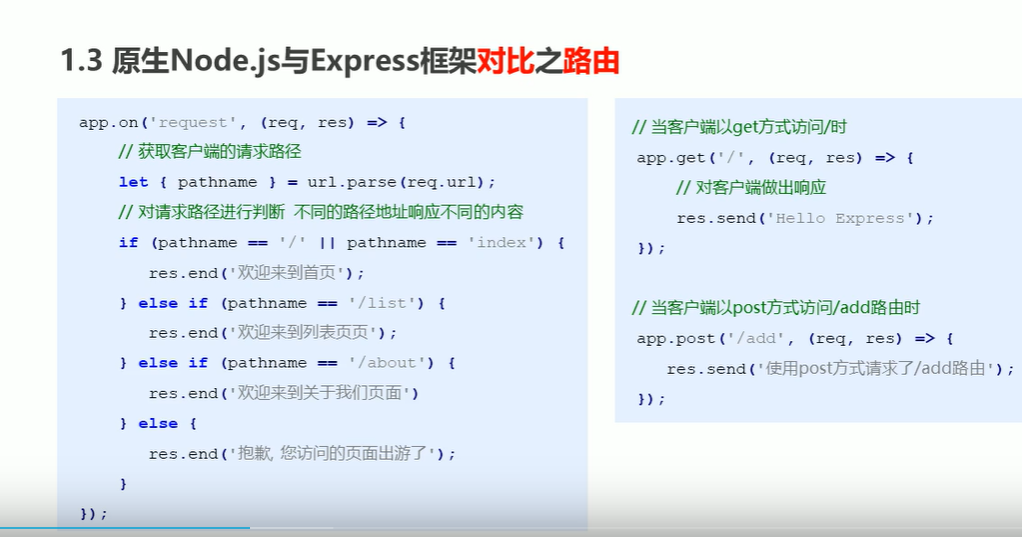 1.3 原生Node.js与Express框架对比之路由
app.on('request', (req, res) => {
// 获取客户端的请求路径
let { pathname } = url.parse(req.url);
// 对请求路径进行判断 不同的路径地址响应不同的内容
if (pathname == '/' || pathname == 'index') {
res.end('欢迎来到首页');
} else if (pathname == '/list') {
res.end('欢迎来到列表页页');
} else if (pathname == '/about') {
res.end('欢迎来到关于我们页面')
} else {
res.end('抱歉, 您访问的页面出游了');
}
});
// 当客户端以get方式访问/时
app.get('/', (req, res) => {
// 对客户端做出响应
res.send('Hello Express');
});
// 当客户端以post方式访问/add路由时
app.post('/add', (req, res) => {
res.send('使用post方式请求了/add路由');
});